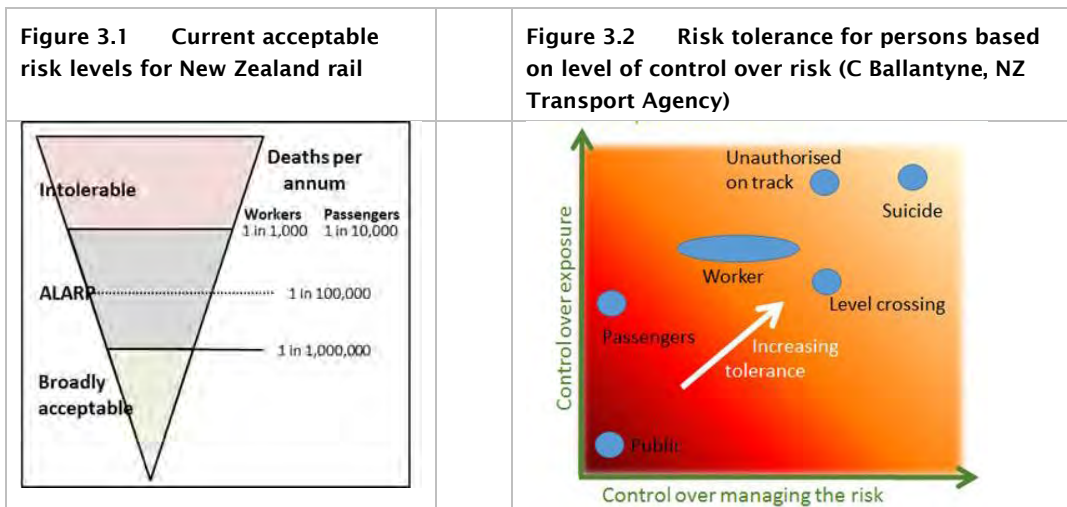 Figure 3.1 Current acceptable
risk levels for New Zealand rail
Figure 3.2 Risk tolerance for persons based
on level of control over risk (C Ballantyne, NZ
Transport Agency)
Deaths per
annum
Intolerable
Workers Passengers
1 in 1,000 1 in 10,000
ALARP
1 in 100,000
1 in 1,000,000
Broadly
acceptable
Control over exposure
Unauthorised
on track
Suicide
Worker
Level crossing
Passengers
Increasing
tolerance
Public
Control over managing the risk